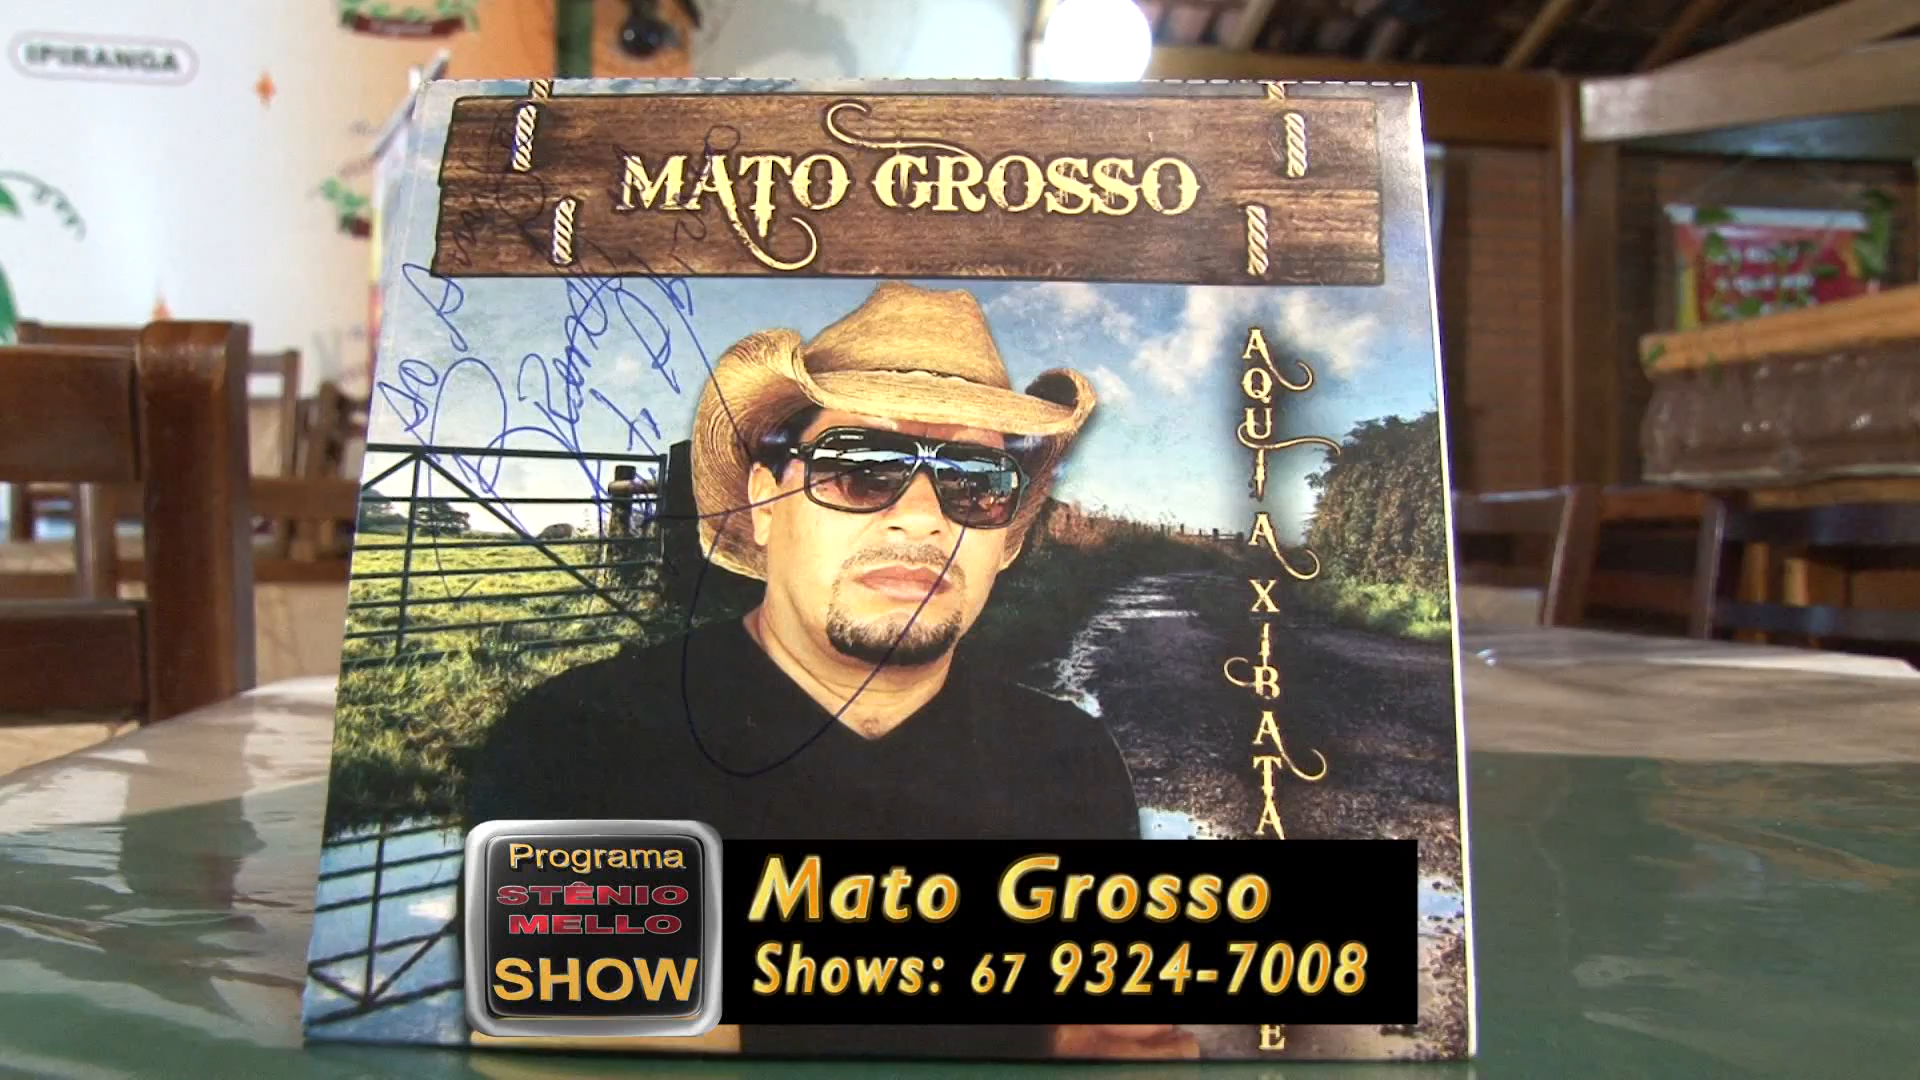 IPIRANGA
MATO GROSSO
AQUI A XIBATA
E
Programa
STÊNIO
MELLO
SHOW
Mato Grosso
Shows: 67 9324-7008